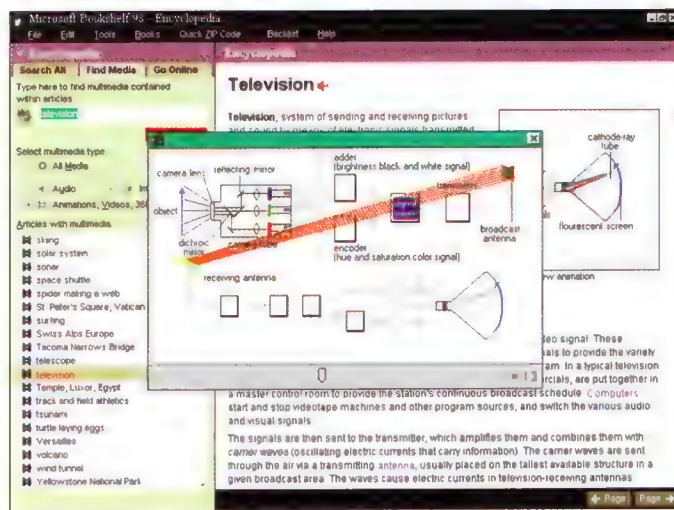 Microsoft Bookshelf 98 - Encyclopedia
File Edit Tools Books Quick ZIP Code Backlist Help
Search All Find Media Go Online
Type here to find multimedia contained
within articles
television
Select multimedia type
All Media
Audio
Animations, Videos, 360
Articles with multimedia
skiing
solar system
sonar
space shuttle
spider making a web
St. Peter's Square, Vatican
surfing
Swiss Alps Europe
Tacoma Narrows Bridge
telescope
television
Temple, Luxor, Egypt
track and field athletics
tsunami
turtle laying eggs
Versailles
volcano
wind tunnel
Yellowstone National Park
Television
Television, system of sending and receiving pictures
and sound by means of electronic signals transmitted
cathode-ray
tube
flourescent screen
camera lens
reflecting mirror
object
dichroic
mirror
camera tube
adder
(brightness black and white signal)
transmitter
encoder
(hue and saturation color signal)
broadcast
antenna
receiving antenna
animation
signal. These
to provide the variety
In a typical television
are put together in
a master control room to provide the station's continuous broadcast schedule. Computers
start and stop videotape machines and other program sources, and switch the various audio
and visual signals
The signals are then sent to the transmitter, which amplifies them and combines them with
carrier waves (oscillating electric currents that carry information). The carrier waves are sent
through the air via a transmitting antenna, usually placed on the tallest available structure in a
given broadcast area. The waves cause electric currents in television-receiving antennas
Page Page